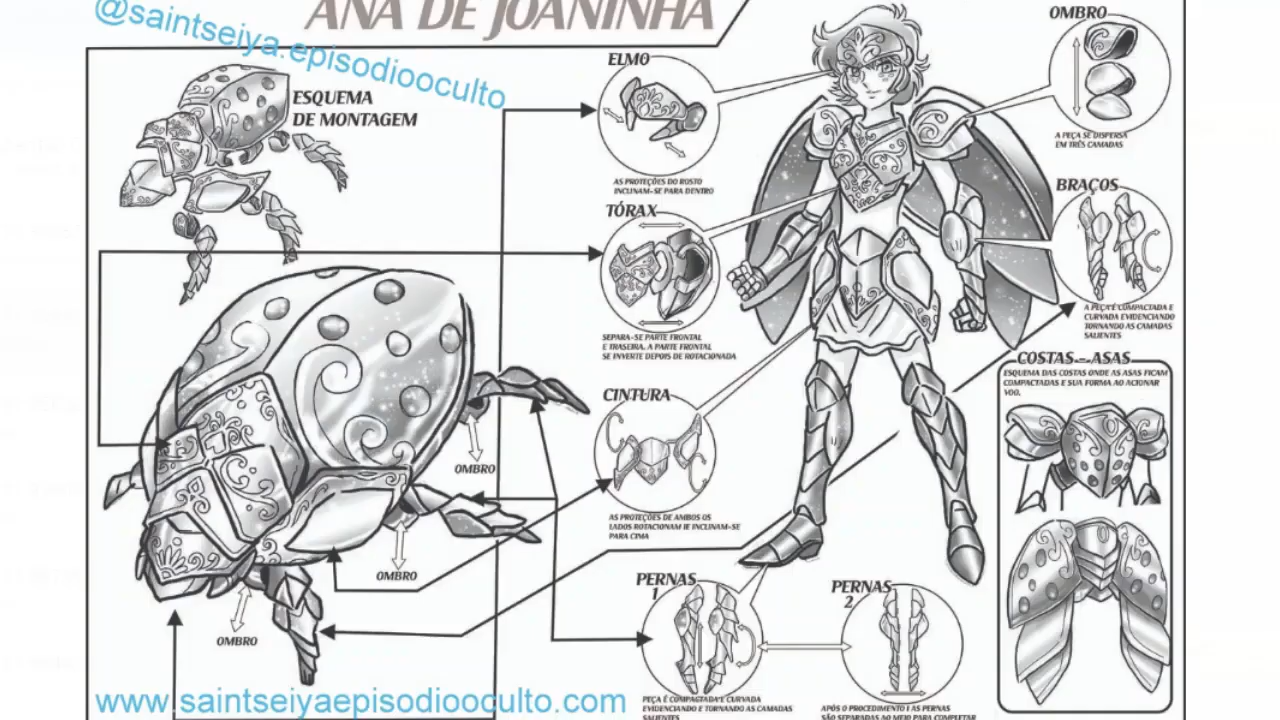 @saintseiya.episodiooculto
ANA DE JOANINHA
ESQUEMA
DE MONTAGEM
ELMO
AS PROTEÇÕES DO ROSTO
INCLINAM-SE PARA DENTRO
OMBRO
A PEÇA SE DISPERSA
EM TRÊS CAMADAS
TÓRAX
SEPARA-SE PARTE FRONTAL
E TRASEIRA. A PARTE FRONTAL
SE INVERTE DEPOIS DE ROTACIONADA
BRAÇOS
A PEÇA É COMPACTADA E
CURVADA EVIDENCIANDO
TORNANDO AS CAMADAS
SALIENTES
CINTURA
AS PROTEÇÕES DE AMBOS OS
LADOS ROTACIONAM IE INCLINAM-SE
PARA CIMA
COSTAS - ASAS
ESQUEMA DAS COSTAS ONDE AS ASAS FICAM
COMPACTADAS E SUA FORMA AO ACIONAR
VOO.
OMBRO
OMBRO
OMBRO
PERNAS
1
PEÇA É COMPACTADA E CURVADA
EVIDENCIANDO E TORNANDO AS CAMADAS
SALIENTES
PERNAS
2
APÓS O PROCEDIMENTO I AS PERNAS
SÃO SEPARADAS AO MEIO PARA COMPLETAR
www.saintseiyaepisodiooculto.com